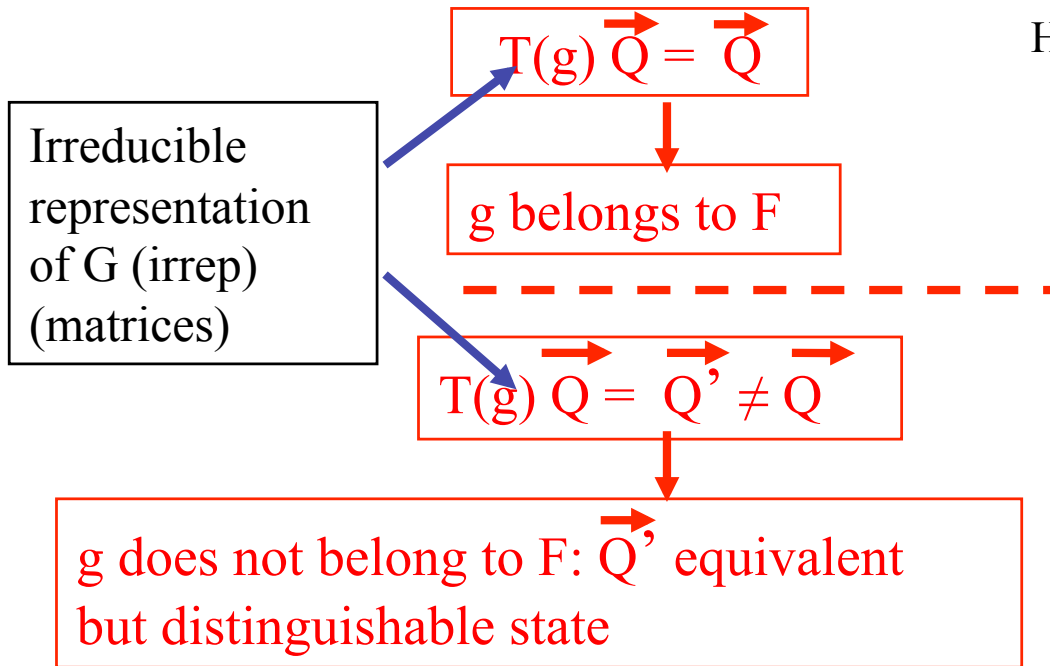 T(g) Q = Q
H
Irreducible
representation
of G (irrep)
(matrices)
g belongs to F
T(g) Q = Q’ ≠ Q
g does not belong to F: Q’ equivalent
but distinguishable state